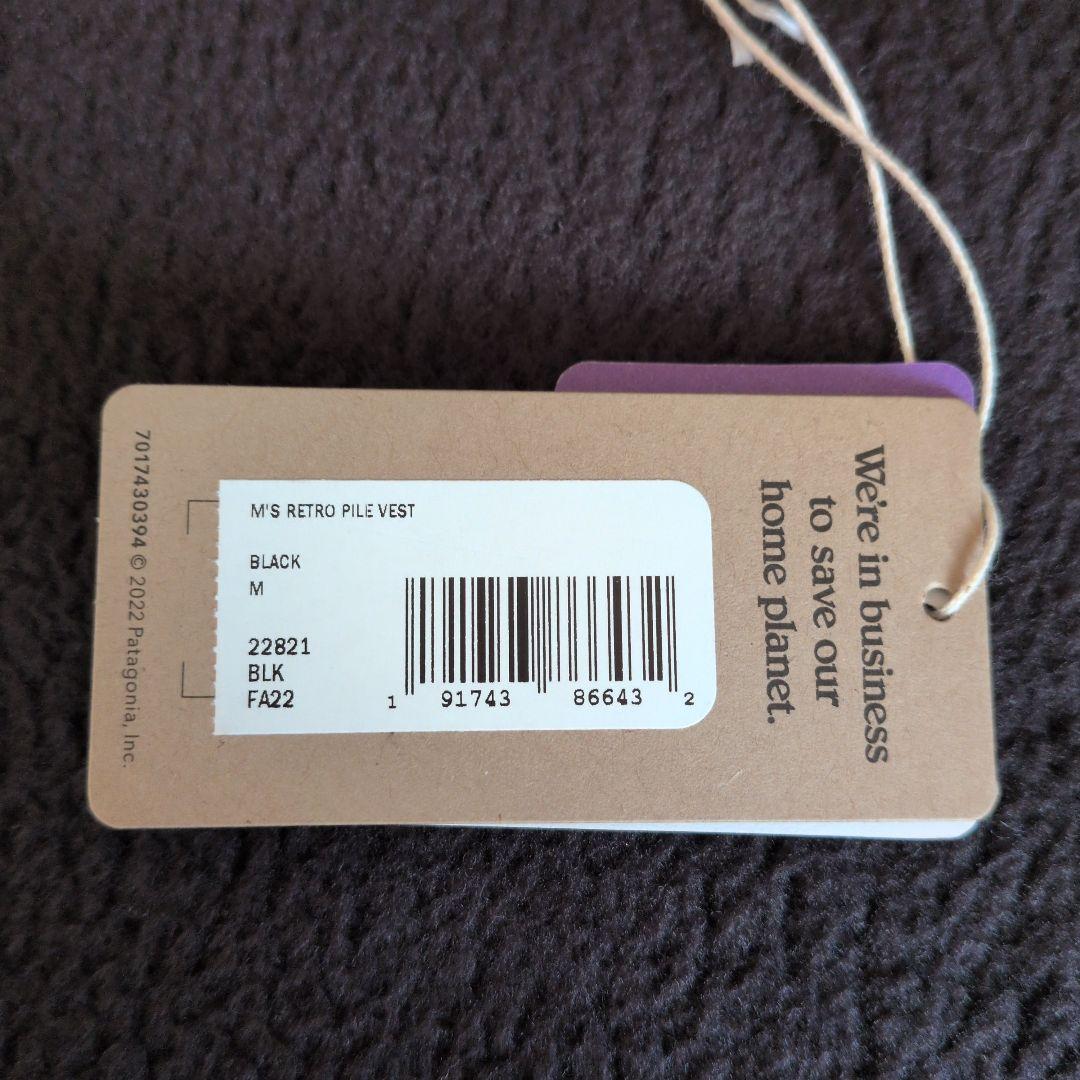 M'S RETRO PILE VEST
BLACK
M
22821
BLK
FA22
1 91743 86643 2
We're in business
to save our
home planet.
7017430394 © 2022 Patagonia, Inc.